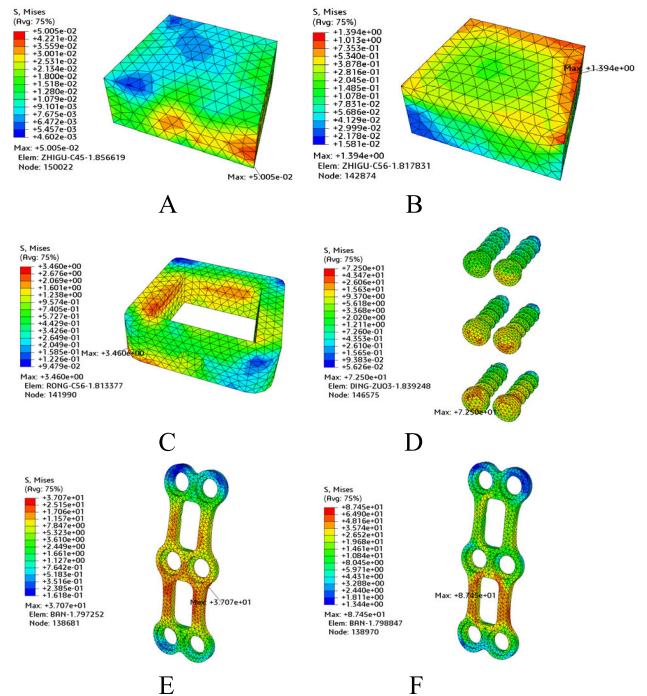 S, Mises
(Avg: 75%)
+5.005e-02
+4.221e-02
+3.559e-02
+3.001e-02
+2.531e-02
+2.134e-02
+1.800e-02
+1.518e-02
+1.280e-02
+1.079e-02
+9.101e-03
+7.675e-03
+6.472e-03
+5.457e-03
+4.602e-03
Max: +5.005e-02
Elem: ZHIGU-C45-1.856619
Node: 150022
Max: +5.005e-02
A
S, Mises
(Avg: 75%)
+1.394e+00
+1.013e+00
+7.353e-01
+5.340e-01
+3.878e-01
+2.816e-01
+2.045e-01
+1.485e-01
+1.078e-01
+7.831e-02
+5.686e-02
+4.129e-02
+2.999e-02
+2.178e-02
+1.581e-02
Max: +1.394e+00
Elem: ZHIGU-C56-1.817831
Node: 142874
Max: +1.394e+00
B
S, Mises
(Avg: 75%)
+3.460e+00
+2.676e+00
+2.069e+00
+1.601e+00
+1.238e+00
+9.574e-01
+7.405e-01
+5.727e-01
+4.429e-01
+3.426e-01
+2.649e-01
+2.049e-01
+1.585e-01
+1.226e-01
+9.479e-02
Max: +3.460e+00
Elem: RONG-C56-1.813377
Node: 141990
Max: +3.460e+00
C
S, Mises
(Avg: 75%)
+7.250e+01
+4.347e+01
+2.606e+01
+1.563e+01
+9.370e+00
+5.618e+00
+3.368e+00
+2.020e+00
+1.211e+00
+7.260e-01
+4.353e-01
+2.610e-01
+1.565e-01
+9.383e-02
+5.626e-02
Max: +7.250e+01
Elem: DING-ZUO3-1.839248
Node: 146575
Max: +7.250e+01
D
S, Mises
(Avg: 75%)
+3.707e+01
+2.515e+01
+1.706e+01
+1.157e+01
+7.847e+00
+5.323e+00
+3.610e+00
+2.449e+00
+1.661e+00
+1.127e+00
+7.642e-01
+5.183e-01
+3.516e-01
+2.385e-01
+1.618e-01
Max: +3.707e+01
Elem: BAN-1.797252
Node: 138681
Max: +3.707e+01
E
S, Mises
(Avg: 75%)
+8.745e+01
+6.490e+01
+4.816e+01
+3.574e+01
+2.652e+01
+1.968e+01
+1.461e+01
+1.084e+01
+8.045e+00
+5.971e+00
+4.431e+00
+3.288e+00
+2.440e+00
+1.811e+00
+1.344e+00
Max: +8.745e+01
Elem: BAN-1.798847
Node: 138970
Max: +8.745e+01
F